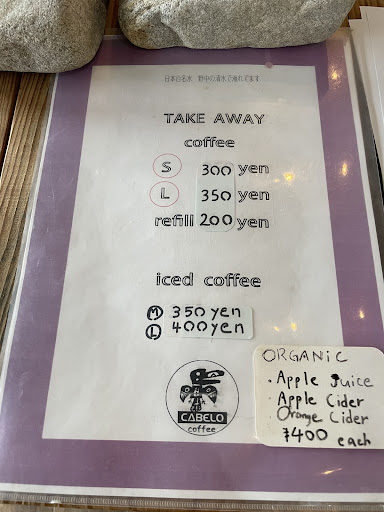 日本百名水 野中の清水で淹れてます
TAKE AWAY
coffee
S 300 yen
L 350 yen
refill 200 yen
iced coffee
M 350 yen
L 400 yen
CABELO
coffee
ORGANIC
・Apple Juice
・Apple Cider
Orange Cider
¥400 each